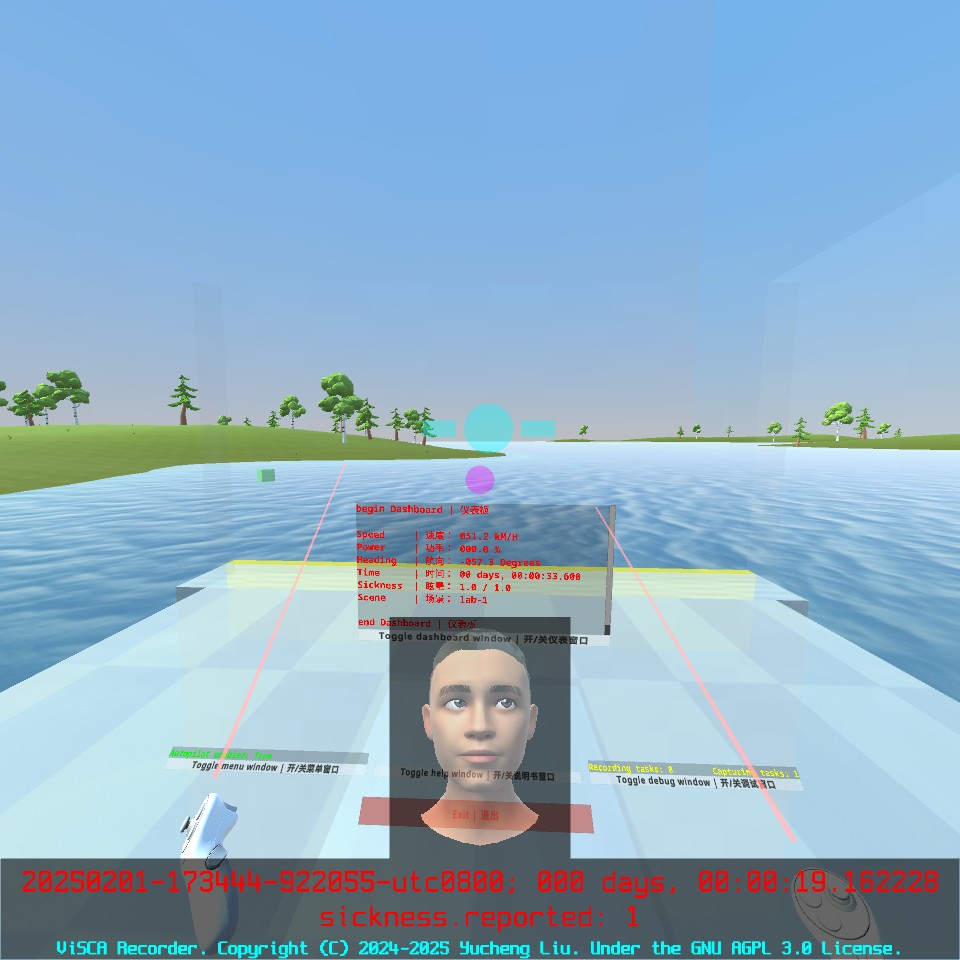 begin Dashboard | 仪表板
Speed | 速度: 051.2 kM/H
Power | 功率: 000.0 %
Heading | 航向: -057.3 Degrees
Time | 时间: 00 days, 00:00:33.600
Sickness | 眩晕: 1.0 / 1.0
Scene | 场景: lab-1
end Dashboard | 仪表板
Toggle dashboard window | 开/关仪表窗口
Autopilot True
Toggle menu window | 开/关菜单窗口
Toggle help window | 开/关说明书窗口
Recording tasks: 0 Capturing tasks: 1
Toggle debug window | 开/关调试窗口
Exit | 退出
20250201-173444-922055-utc0800; 000 days, 00:00:19.162228
sickness.reported: 1
ViSCA Recorder. Copyright (C) 2024-2025 Yucheng Liu. Under the GNU AGPL 3.0 License.